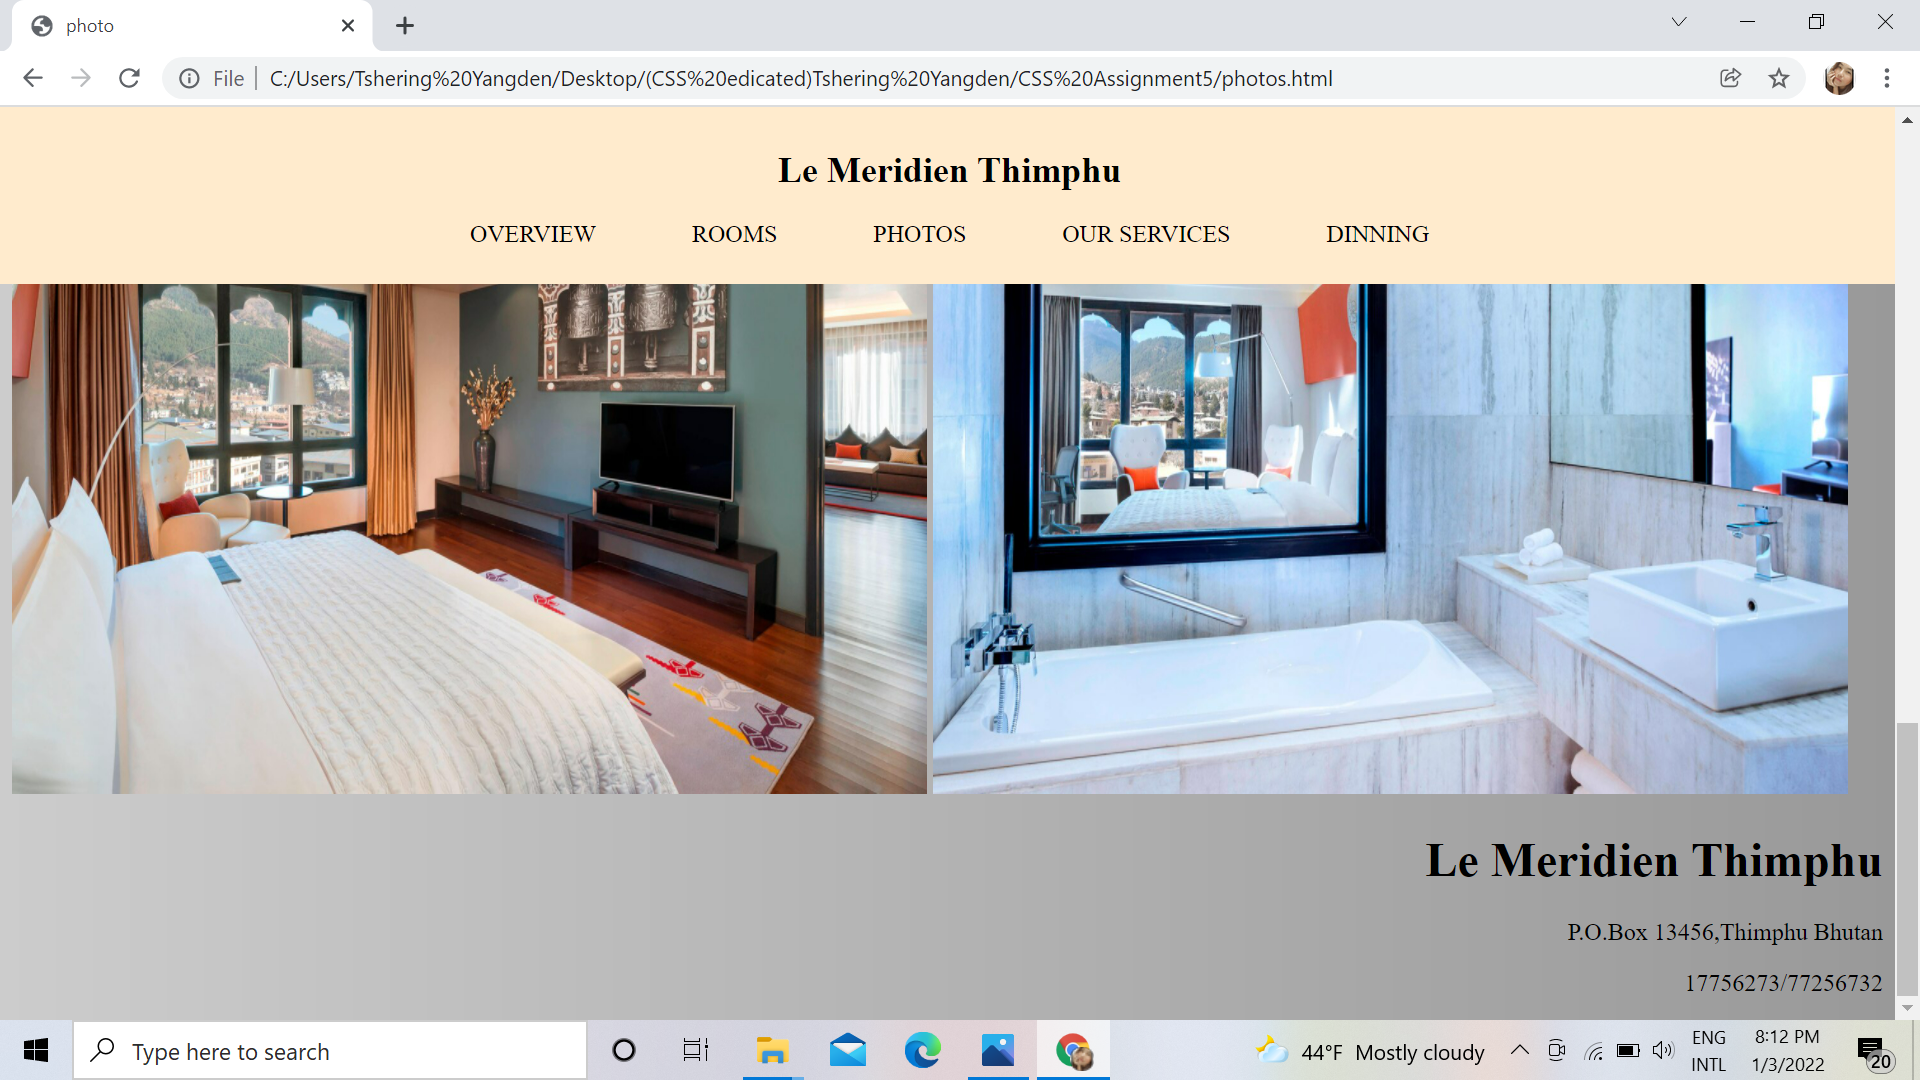 photo
File
C:/Users/Tshering%20Yangden/Desktop/(CSS%20edicated)Tshering%20Yangden/CSS%20Assignment5/photos.html
Le Meridien Thimphu
OVERVIEW ROOMS PHOTOS OUR SERVICES DINNING
Le Meridien Thimphu
P.O.Box 13456,Thimphu Bhutan
17756273/77256732
Type here to search
44°F Mostly cloudy
ENG
INTL
8:12 PM
1/3/2022
20